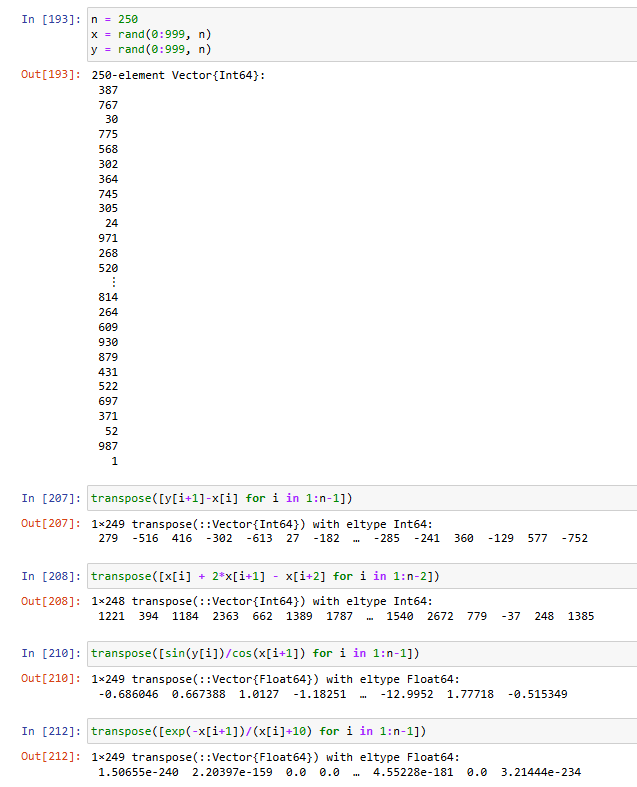 In [193]: n = 250
x = rand(0:999, n)
y = rand(0:999, n)
Out[193]: 250-element Vector{Int64}:
387
767
30
775
568
302
364
745
305
24
971
268
520
⋮
814
264
609
930
879
431
522
697
371
52
987
1
In [207]: transpose([y[i+1]-x[i] for i in 1:n-1])
Out[207]: 1×249 transpose(::Vector{Int64}) with eltype Int64:
279 -516 416 -302 -613 27 -182 … -285 -241 360 -129 577 -752
In [208]: transpose([x[i] + 2*x[i+1] - x[i+2] for i in 1:n-2])
Out[208]: 1×248 transpose(::Vector{Int64}) with eltype Int64:
1221 394 1184 2363 662 1389 1787 … 1540 2672 779 -37 248 1385
In [210]: transpose([sin(y[i])/cos(x[i+1]) for i in 1:n-1])
Out[210]: 1×249 transpose(::Vector{Float64}) with eltype Float64:
-0.686046 0.667388 1.0127 -1.18251 … -12.9952 1.77718 -0.515349
In [212]: transpose([exp(-x[i+1])/(x[i]+10) for i in 1:n-1])
Out[212]: 1×249 transpose(::Vector{Float64}) with eltype Float64:
1.50655e-240 2.20397e-159 0.0 0.0 … 4.55228e-181 0.0 3.21444e-234